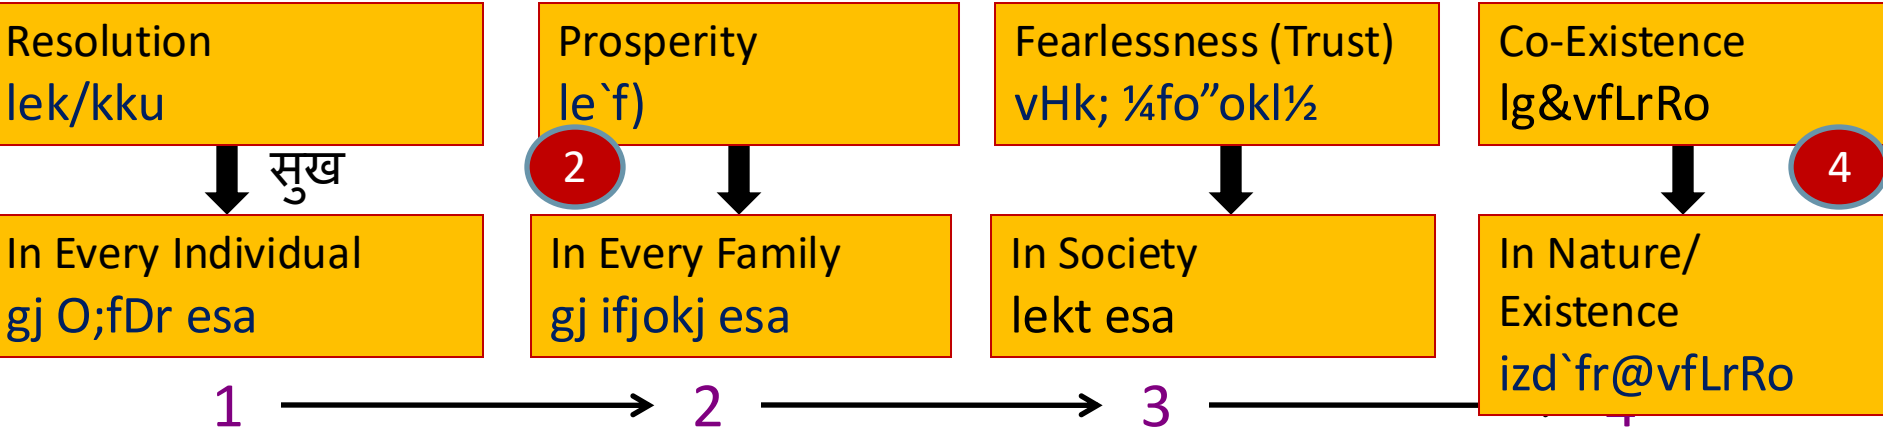 Resolution
lek/kku
Prosperity
le`f)
Fearlessness (Trust)
vHk; ¼fo”okl½
Co-Existence
lg&vfLrRo
सुख
2
4
In Every Individual
gj O;fDr esa
In Every Family
gj ifjokj esa
In Society
lekt esa
In Nature/
Existence
izd`fr@vfLrRo
1
2
3